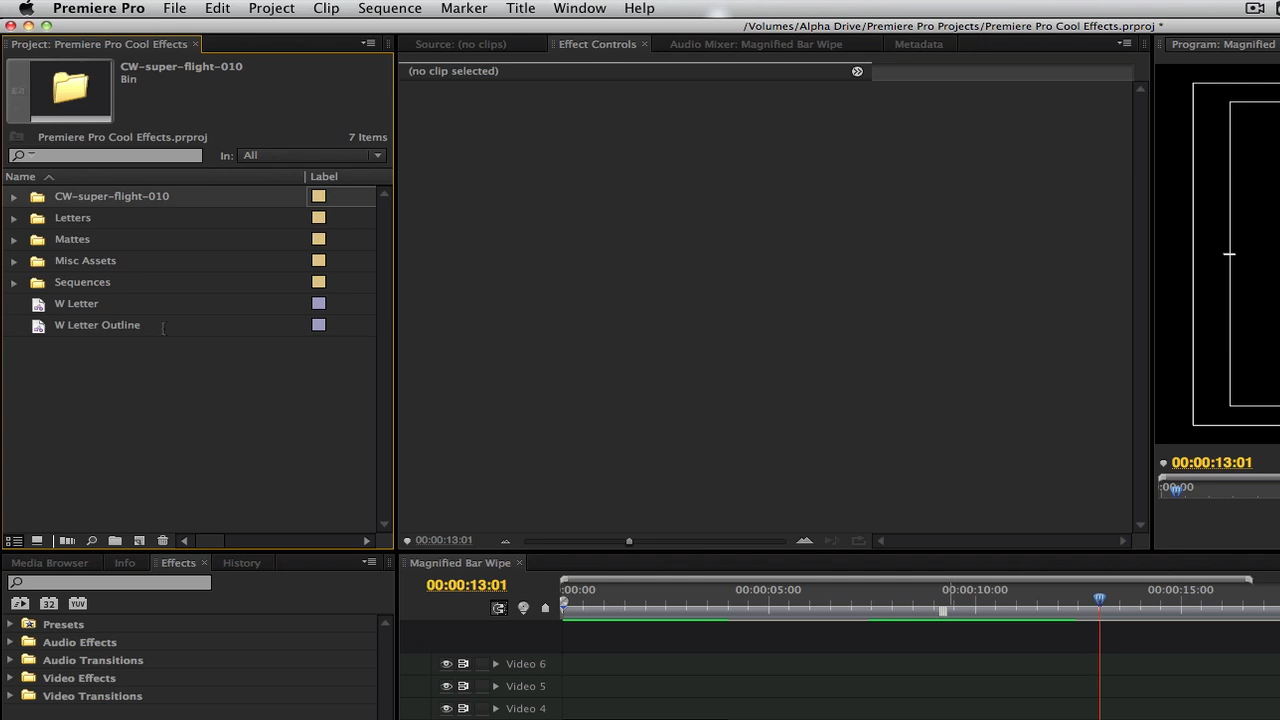 Premiere Pro File Edit Project Clip Sequence Marker Title Window Help
/Volumes/Alpha Drive/Premiere Pro Projects/Premiere Pro Cool Effects.prproj *
Project: Premiere Pro Cool Effects
CW-super-flight-010
Bin
Premiere Pro Cool Effects.prproj 7 Items
In: All
Name Label
CW-super-flight-010
Letters
Mattes
Misc Assets
Sequences
W Letter
W Letter Outline
Source: (no clips) Effect Controls Audio Mixer: Magnified Bar Wipe Metadata
(no clip selected)
00:00:13:01
Program: Magnified
00:00:13:01
:00:00
Media Browser Info Effects History
32 YUV
Presets
Audio Effects
Audio Transitions
Video Effects
Video Transitions
Magnified Bar Wipe
00:00:13:01
:00:00 00:00:05:00 00:00:10:00 00:00:15:00
Video 6
Video 5
Video 4